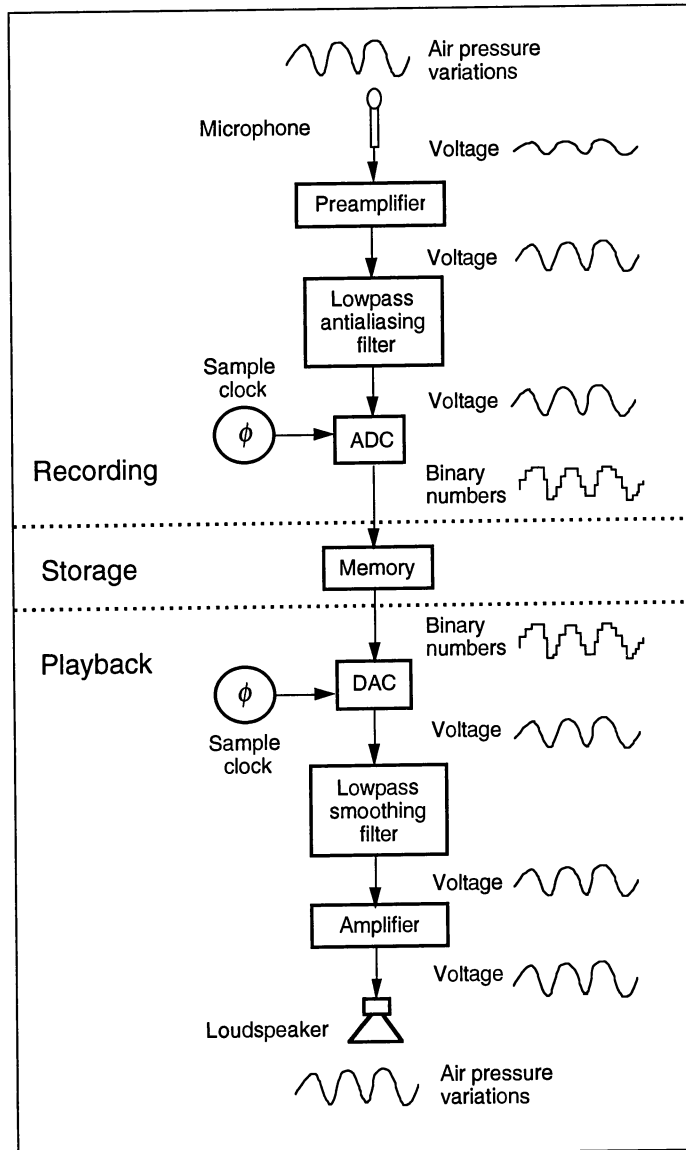 Air pressure
variations
Microphone
Voltage
Preamplifier
Voltage
Lowpass
antialiasing
filter
Sample
clock
Voltage
ϕ
ADC
Recording
Binary
numbers
Storage
Memory
Binary
numbers
Playback
ϕ
DAC
Sample
clock
Voltage
Lowpass
smoothing
filter
Voltage
Amplifier
Voltage
Loudspeaker
Air pressure
variations